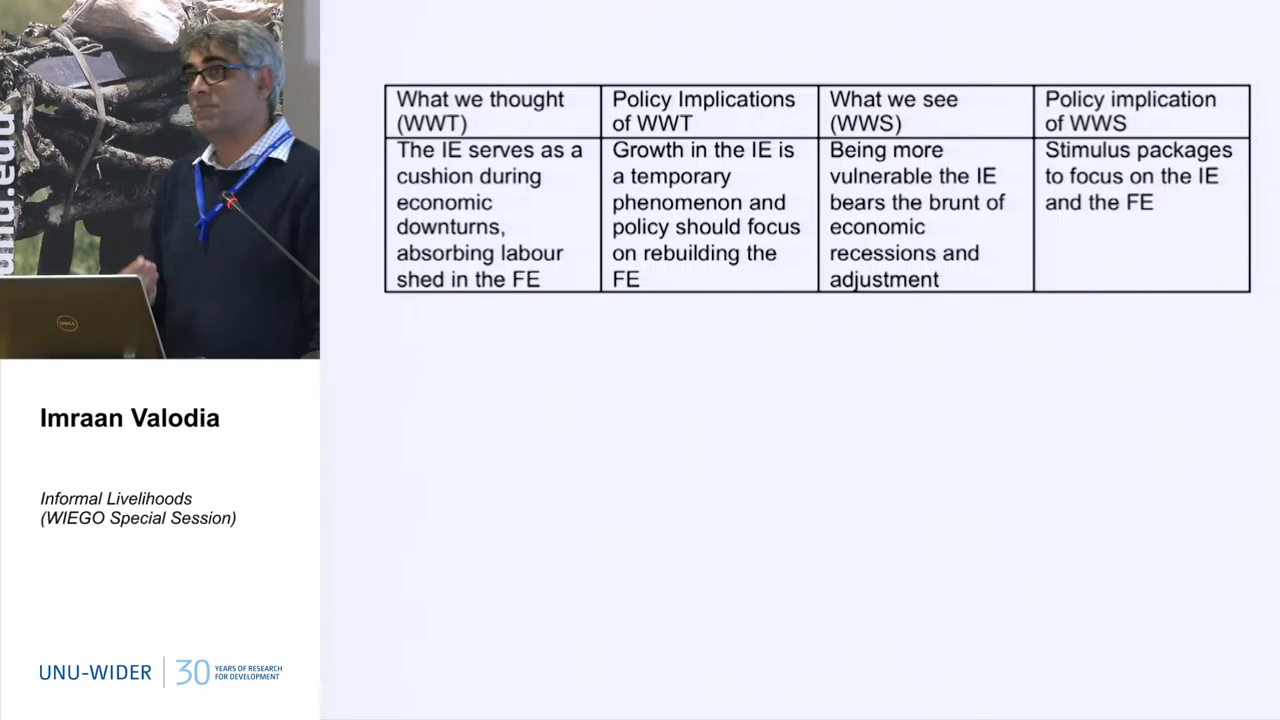 unu.edu
DELL
What we thought
(WWT)
Policy Implications
of WWT
What we see
(WWS)
Policy implication
of WWS
The IE serves as a
cushion during
economic
downturns,
absorbing labour
shed in the FE
Growth in the IE is
a temporary
phenomenon and
policy should focus
on rebuilding the
FE
Being more
vulnerable the IE
bears the brunt of
economic
recessions and
adjustment
Stimulus packages
to focus on the IE
and the FE
Imraan Valodia
Informal Livelihoods
(WIEGO Special Session)
UNU-WIDER
30 YEARS OF RESEARCH
FOR DEVELOPMENT